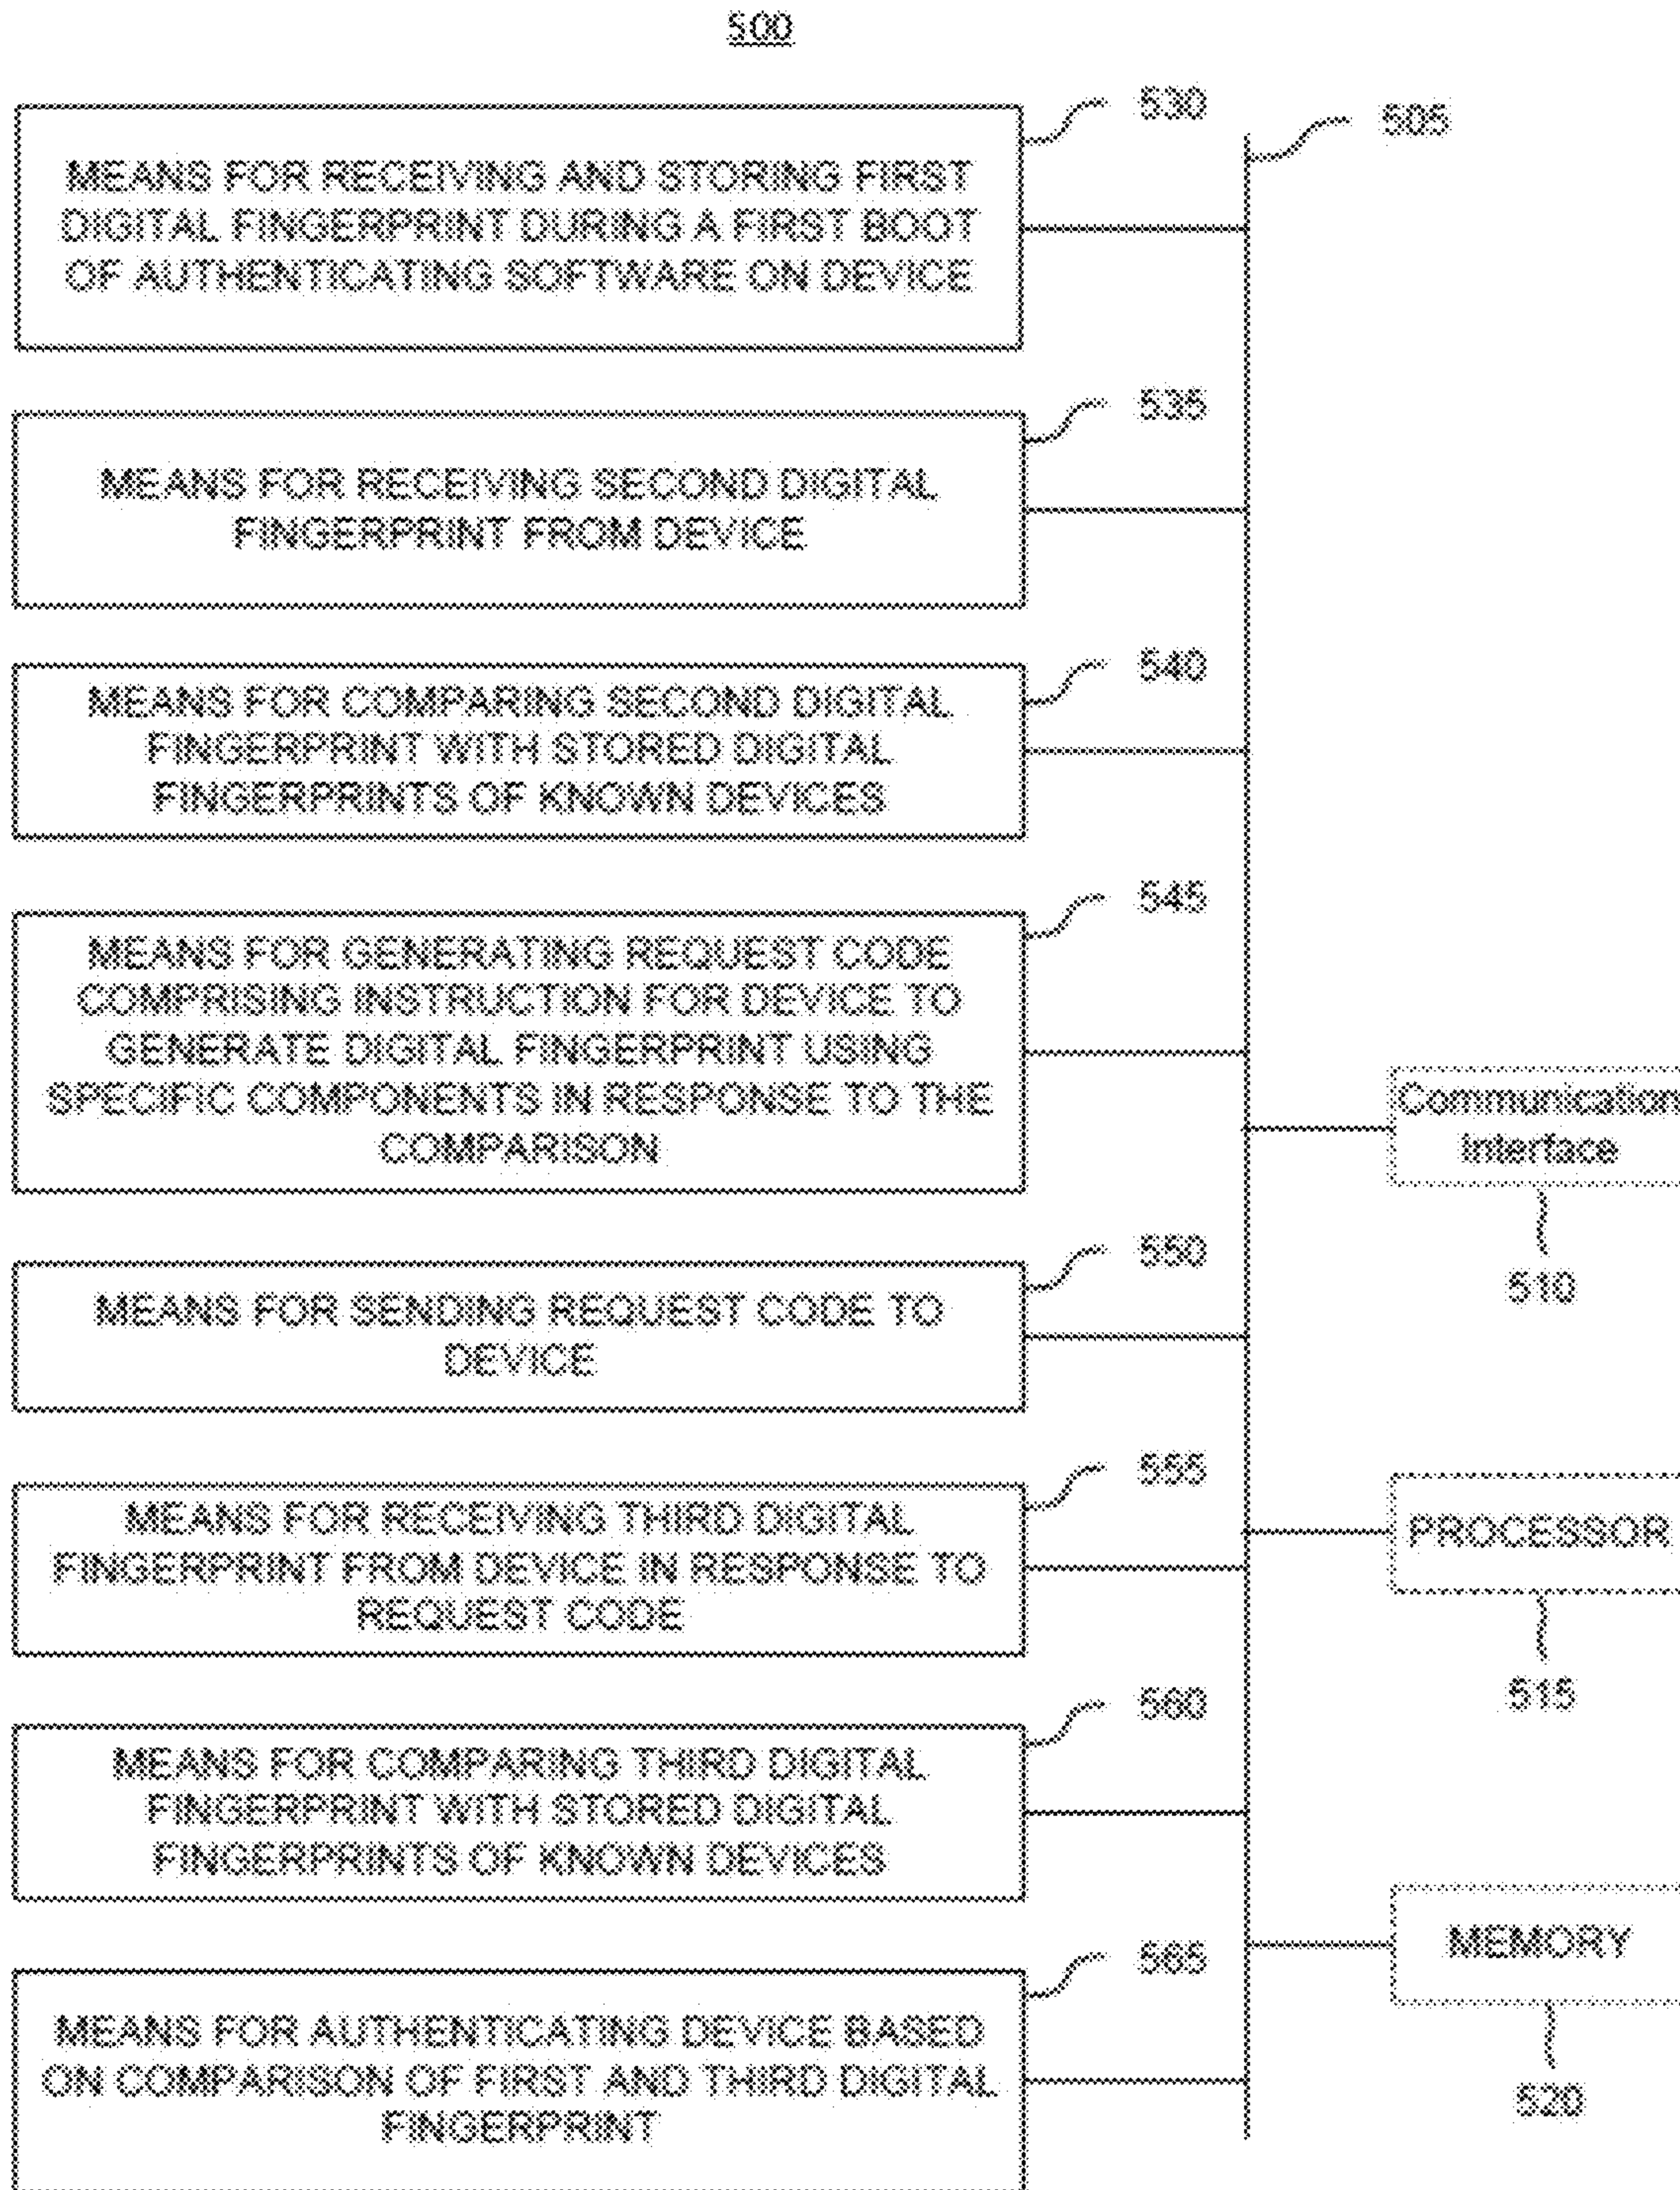 500
530
505
MEANS FOR RECEIVING AND STORING FIRST
DIGITAL FINGERPRINT DURING A FIRST BOOT
OF AUTHENTICATING SOFTWARE ON DEVICE
535
MEANS FOR RECEIVING SECOND DIGITAL
FINGERPRINT FROM DEVICE
540
MEANS FOR COMPARING SECOND DIGITAL
FINGERPRINT WITH STORED DIGITAL
FINGERPRINTS OF KNOWN DEVICES
545
MEANS FOR GENERATING REQUEST CODE
COMPRISING INSTRUCTION FOR DEVICE TO
GENERATE DIGITAL FINGERPRINT USING
SPECIFIC COMPONENTS IN RESPONSE TO THE
COMPARISON
Communication
Interface
510
550
MEANS FOR SENDING REQUEST CODE TO
DEVICE
555
MEANS FOR RECEIVING THIRD DIGITAL
FINGERPRINT FROM DEVICE IN RESPONSE TO
REQUEST CODE
PROCESSOR
515
560
MEANS FOR COMPARING THIRD DIGITAL
FINGERPRINT WITH STORED DIGITAL
FINGERPRINTS OF KNOWN DEVICES
565
MEANS FOR AUTHENTICATING DEVICE BASED
ON COMPARISON OF FIRST AND THIRD DIGITAL
FINGERPRINT
MEMORY
520